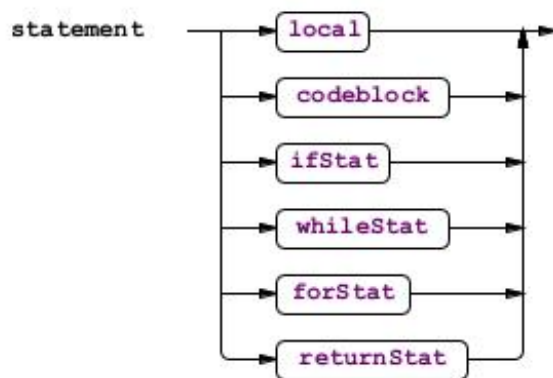 statement local
codeblock
ifStat
whileStat
forStat
returnStat